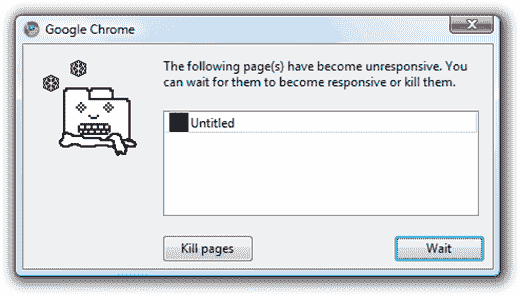 Google Chrome
The following page(s) have become unresponsive. You
can wait for them to become responsive or kill them.
Untitled
Kill pages
Wait